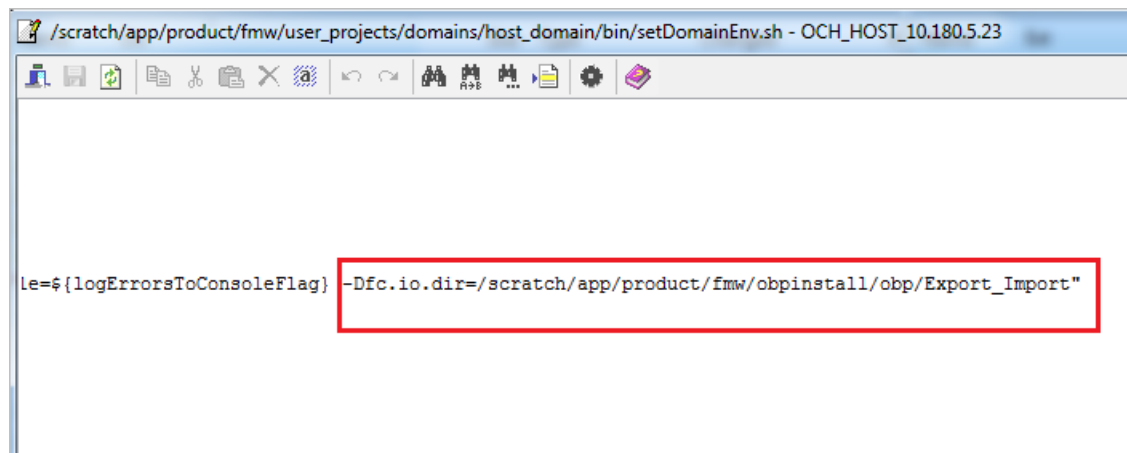 /scratch/app/product/fmw/user_projects/domains/host_domain/bin/setDomainEnv.sh - OCH_HOST_10.180.5.23
le=${logErrorsToConsoleFlag} -Dfc.io.dir=/scratch/app/product/fmw/obpinstall/obp/Export_Import"